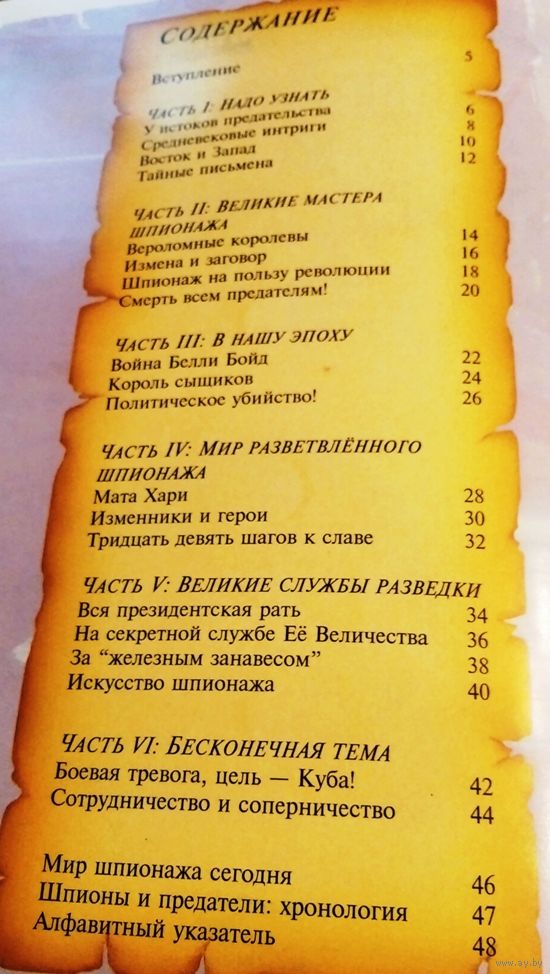 СОДЕРЖАНИЕ
Вступление 5
ЧАСТЬ I: НАДО УЗНАТЬ
У истоков предательства 6
Средневековые интриги 8
Восток и Запад 10
Тайные письмена 12
ЧАСТЬ II: ВЕЛИКИЕ МАСТЕРА
ШПИОНАЖА
Вероломные королевы 14
Измена и заговор 16
Шпионаж на пользу революции 18
Смерть всем предателям! 20
ЧАСТЬ III: В НАШУ ЭПОХУ
Война Белли Бойд 22
Король сыщиков 24
Политическое убийство! 26
ЧАСТЬ IV: МИР РАЗВЕТВЛЁННОГО
ШПИОНАЖА
Мата Хари 28
Изменники и герои 30
Тридцать девять шагов к славе 32
ЧАСТЬ V: ВЕЛИКИЕ СЛУЖБЫ РАЗВЕДКИ
Вся президентская рать 34
На секретной службе Её Величества 36
За “железным занавесом” 38
Искусство шпионажа 40
ЧАСТЬ VI: БЕСКОНЕЧНАЯ ТЕМА
Боевая тревога, цель — Куба! 42
Сотрудничество и соперничество 44
Мир шпионажа сегодня 46
Шпионы и предатели: хронология 47
Алфавитный указатель 48
www.ay.by